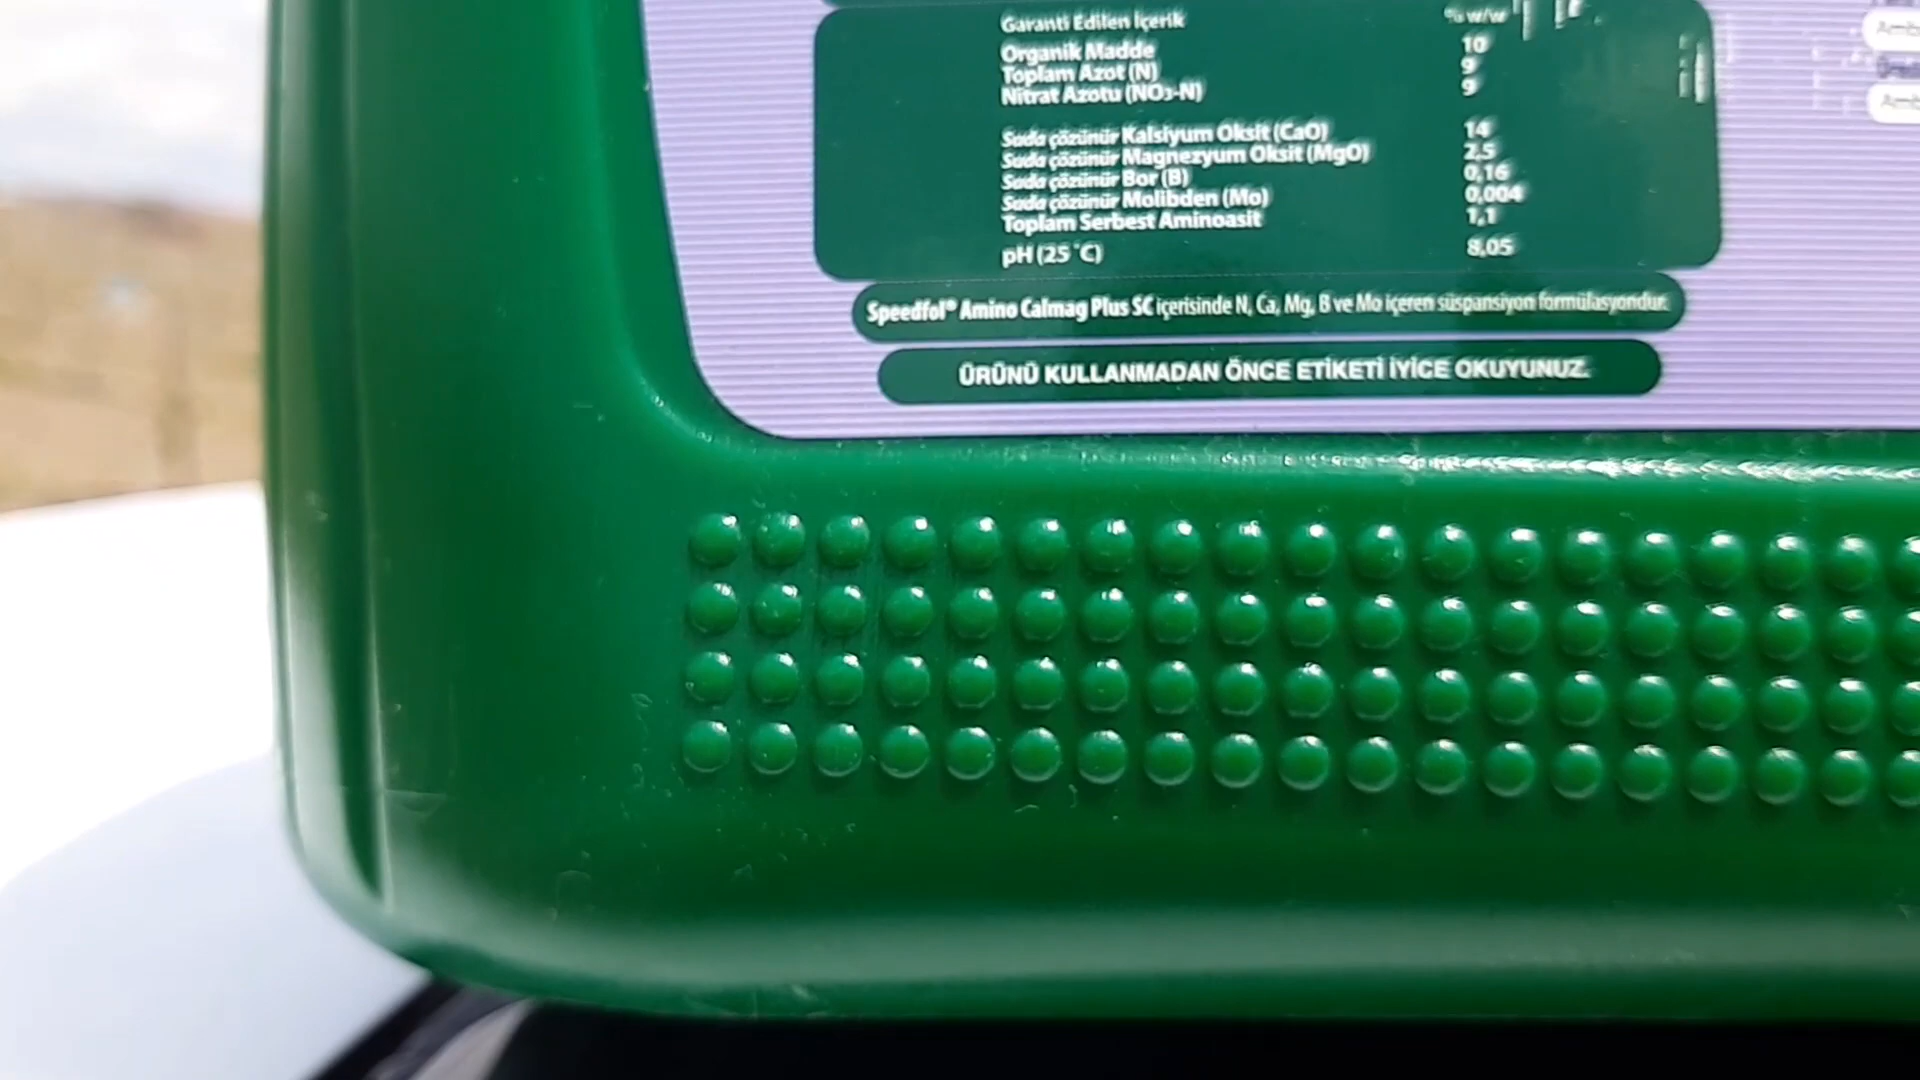 Garanti Edilen İçerik % w/w
Organik Madde 10
Toplam Azot (N) 9
Nitrat Azotu (NO3-N) 9
Suda çözünür Kalsiyum Oksit (CaO) 14
Suda çözünür Magnezyum Oksit (MgO) 2,5
Suda çözünür Bor (B) 0,16
Suda çözünür Molibden (Mo) 0,004
Toplam Serbest Aminoasit 1,1
pH (25 °C) 8,05
Speedfol® Amino Calmag Plus SC içerisinde N, Ca, Mg, B ve Mo içeren süspansiyon formülasyondur.
ÜRÜNÜ KULLANMADAN ÖNCE ETİKETİ İYİCE OKUYUNUZ.